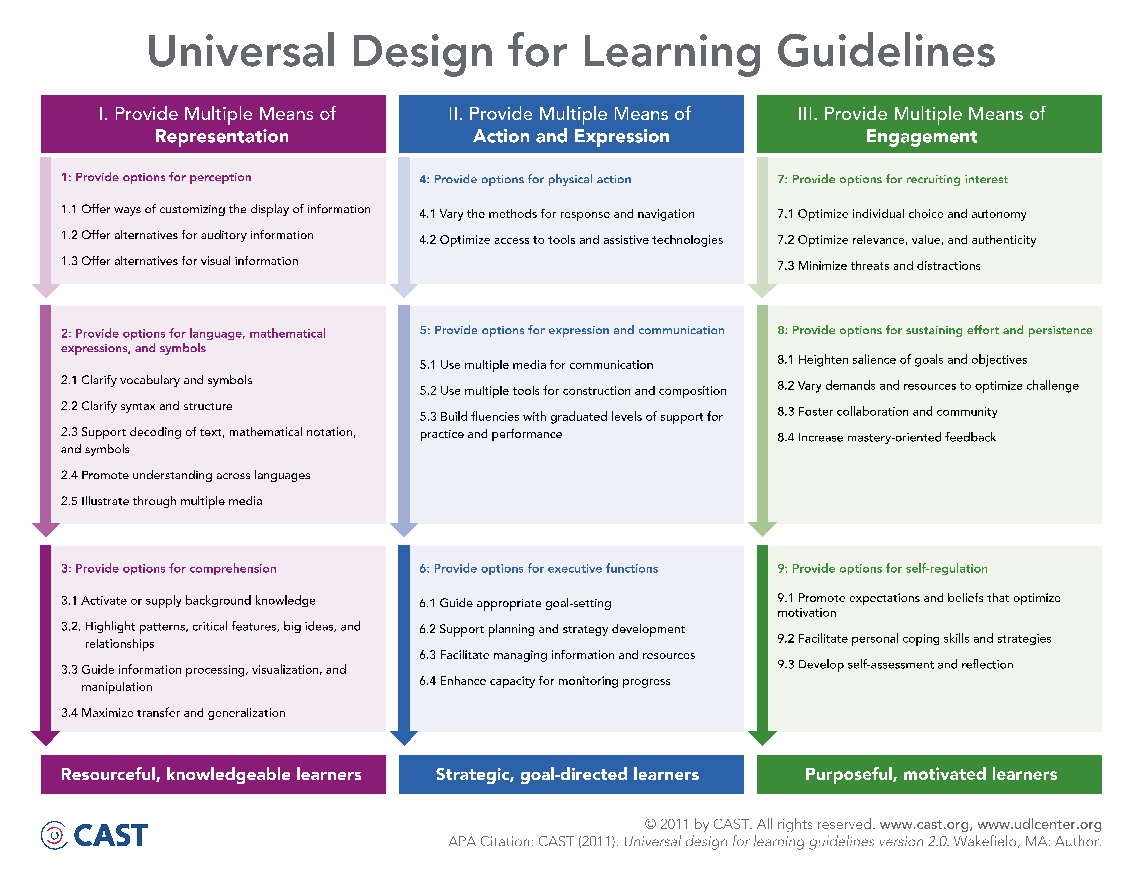 Universal Design for Learning Guidelines
I. Provide Multiple Means of
Representation
1: Provide options for perception
1.1 Offer ways of customizing the display of information
1.2 Offer alternatives for auditory information
1.3 Offer alternatives for visual information
2: Provide options for language, mathematical
expressions, and symbols
2.1 Clarify vocabulary and symbols
2.2 Clarify syntax and structure
2.3 Support decoding of text, mathematical notation,
and symbols
2.4 Promote understanding across languages
2.5 Illustrate through multiple media
3: Provide options for comprehension
3.1 Activate or supply background knowledge
3.2. Highlight patterns, critical features, big ideas, and
relationships
3.3 Guide information processing, visualization, and
manipulation
3.4 Maximize transfer and generalization
Resourceful, knowledgeable learners
II. Provide Multiple Means of
Action and Expression
4: Provide options for physical action
4.1 Vary the methods for response and navigation
4.2 Optimize access to tools and assistive technologies
5: Provide options for expression and communication
5.1 Use multiple media for communication
5.2 Use multiple tools for construction and composition
5.3 Build fluencies with graduated levels of support for
practice and performance
6: Provide options for executive functions
6.1 Guide appropriate goal-setting
6.2 Support planning and strategy development
6.3 Facilitate managing information and resources
6.4 Enhance capacity for monitoring progress
Strategic, goal-directed learners
III. Provide Multiple Means of
Engagement
7: Provide options for recruiting interest
7.1 Optimize individual choice and autonomy
7.2 Optimize relevance, value, and authenticity
7.3 Minimize threats and distractions
8: Provide options for sustaining effort and persistence
8.1 Heighten salience of goals and objectives
8.2 Vary demands and resources to optimize challenge
8.3 Foster collaboration and community
8.4 Increase mastery-oriented feedback
9: Provide options for self-regulation
9.1 Promote expectations and beliefs that optimize
motivation
9.2 Facilitate personal coping skills and strategies
9.3 Develop self-assessment and reflection
Purposeful, motivated learners
CAST
© 2011 by CAST. All rights reserved. www.cast.org, www.udlcenter.org
APA Citation: CAST (2011). Universal design for learning guidelines version 2.0. Wakefield, MA: Author.